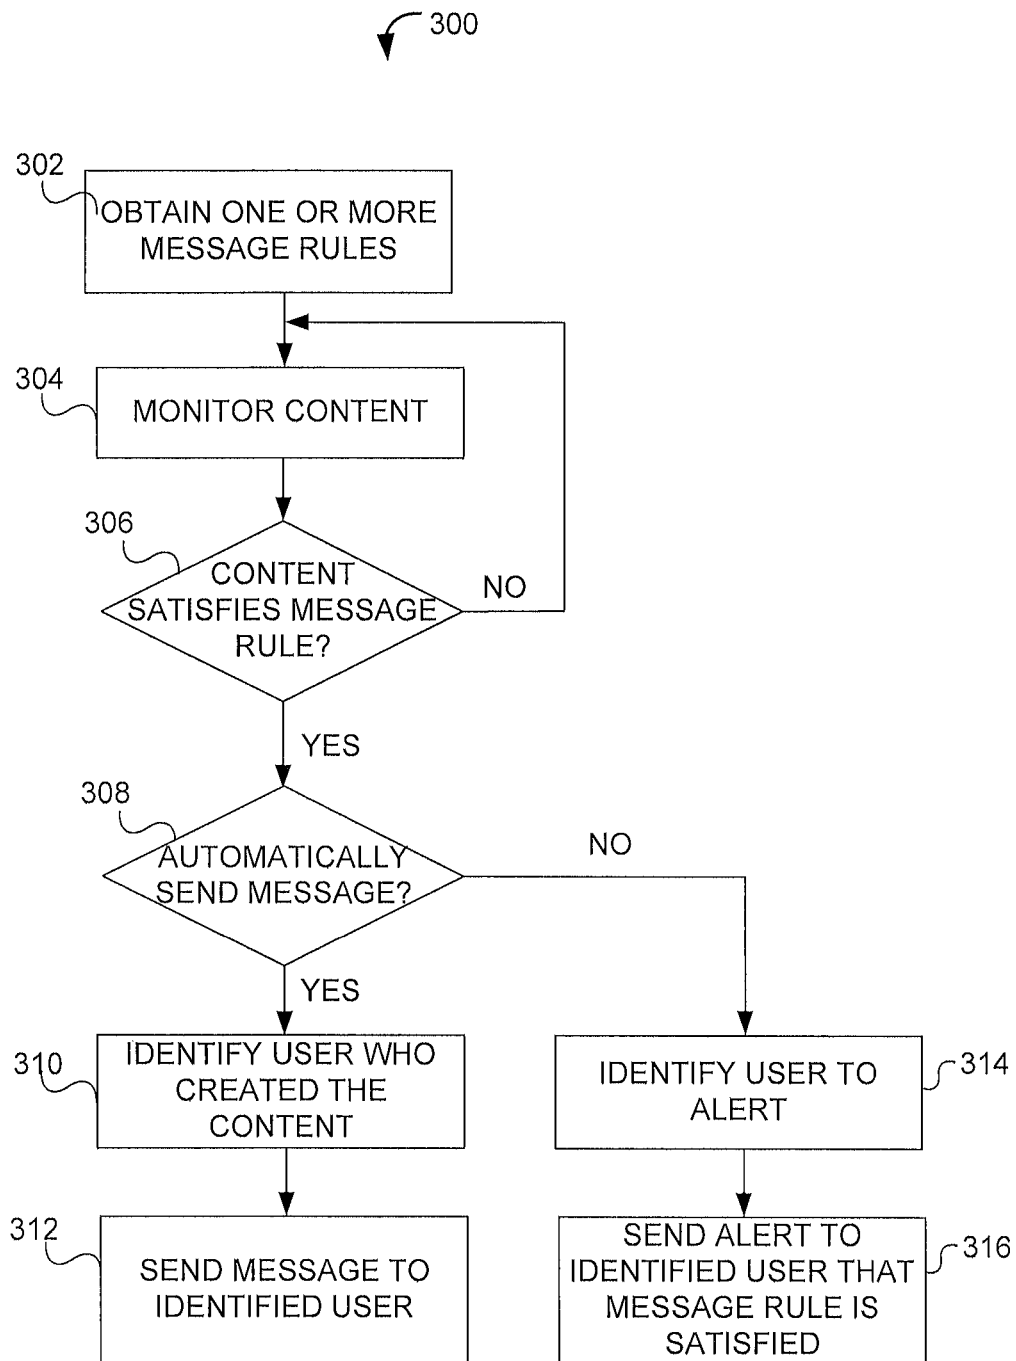 300
302
OBTAIN ONE OR MORE
MESSAGE RULES
304
MONITOR CONTENT
306
CONTENT
SATISFIES MESSAGE
RULE?
NO
YES
308
AUTOMATICALLY
SEND MESSAGE?
NO
YES
310
IDENTIFY USER WHO
CREATED THE
CONTENT
314
IDENTIFY USER TO
ALERT
312
SEND MESSAGE TO
IDENTIFIED USER
316
SEND ALERT TO
IDENTIFIED USER THAT
MESSAGE RULE IS
SATISFIED